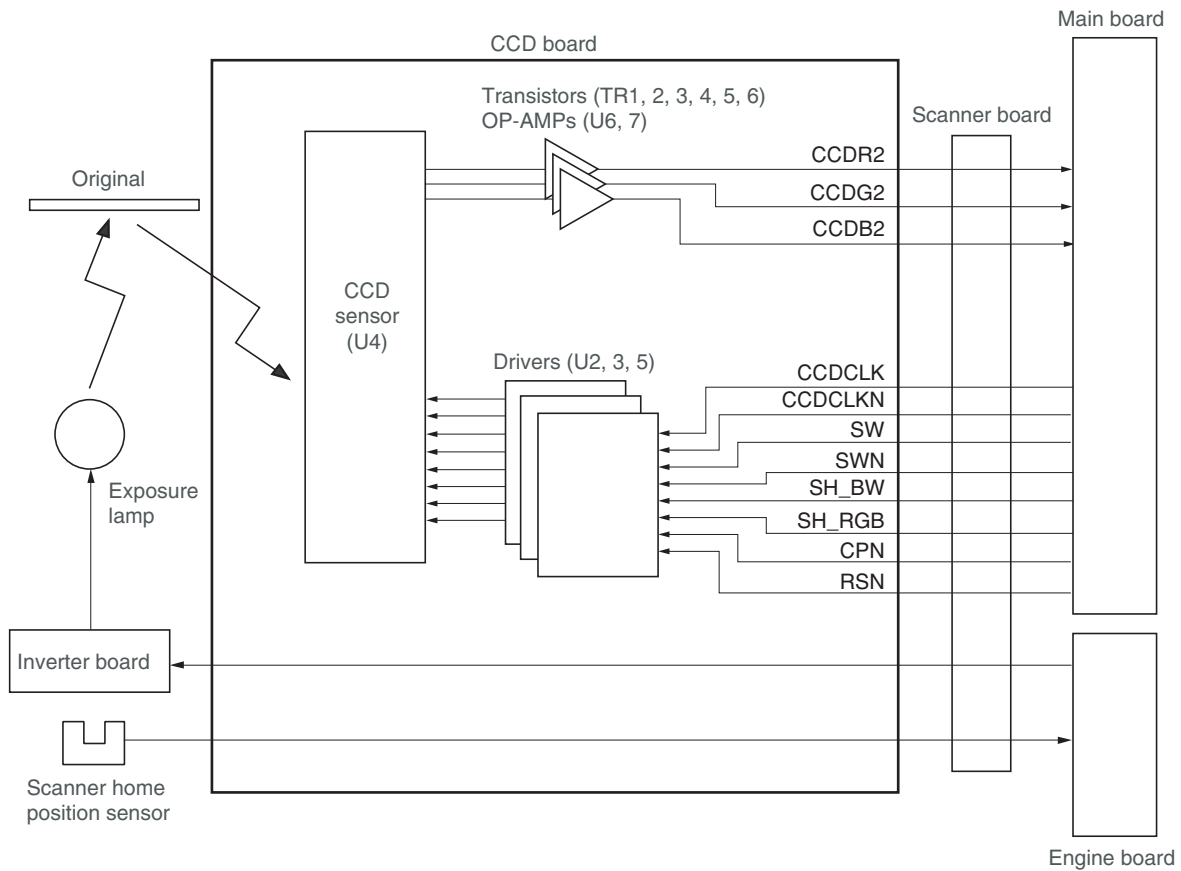 Main board
CCD board
Transistors (TR1, 2, 3, 4, 5, 6)
OP-AMPs (U6, 7)
Scanner board
CCDR2
CCDG2
CCDB2
Original
CCD
sensor
(U4)
Drivers (U2, 3, 5)
CCDCLK
CCDCLKN
SW
SWN
SH_BW
SH_RGB
CPN
RSN
Exposure
lamp
Inverter board
Scanner home
position sensor
Engine board